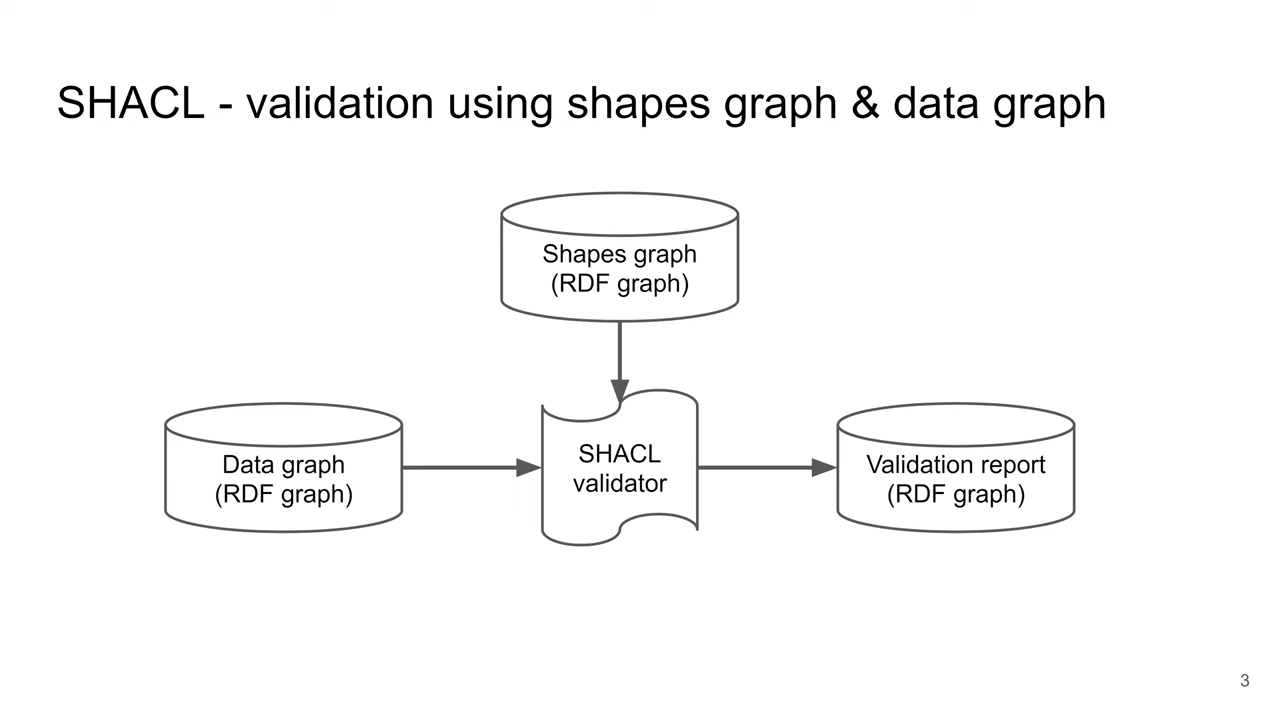 SHACL - validation using shapes graph & data graph
Shapes graph
(RDF graph)
Data graph
(RDF graph)
SHACL
validator
Validation report
(RDF graph)
3